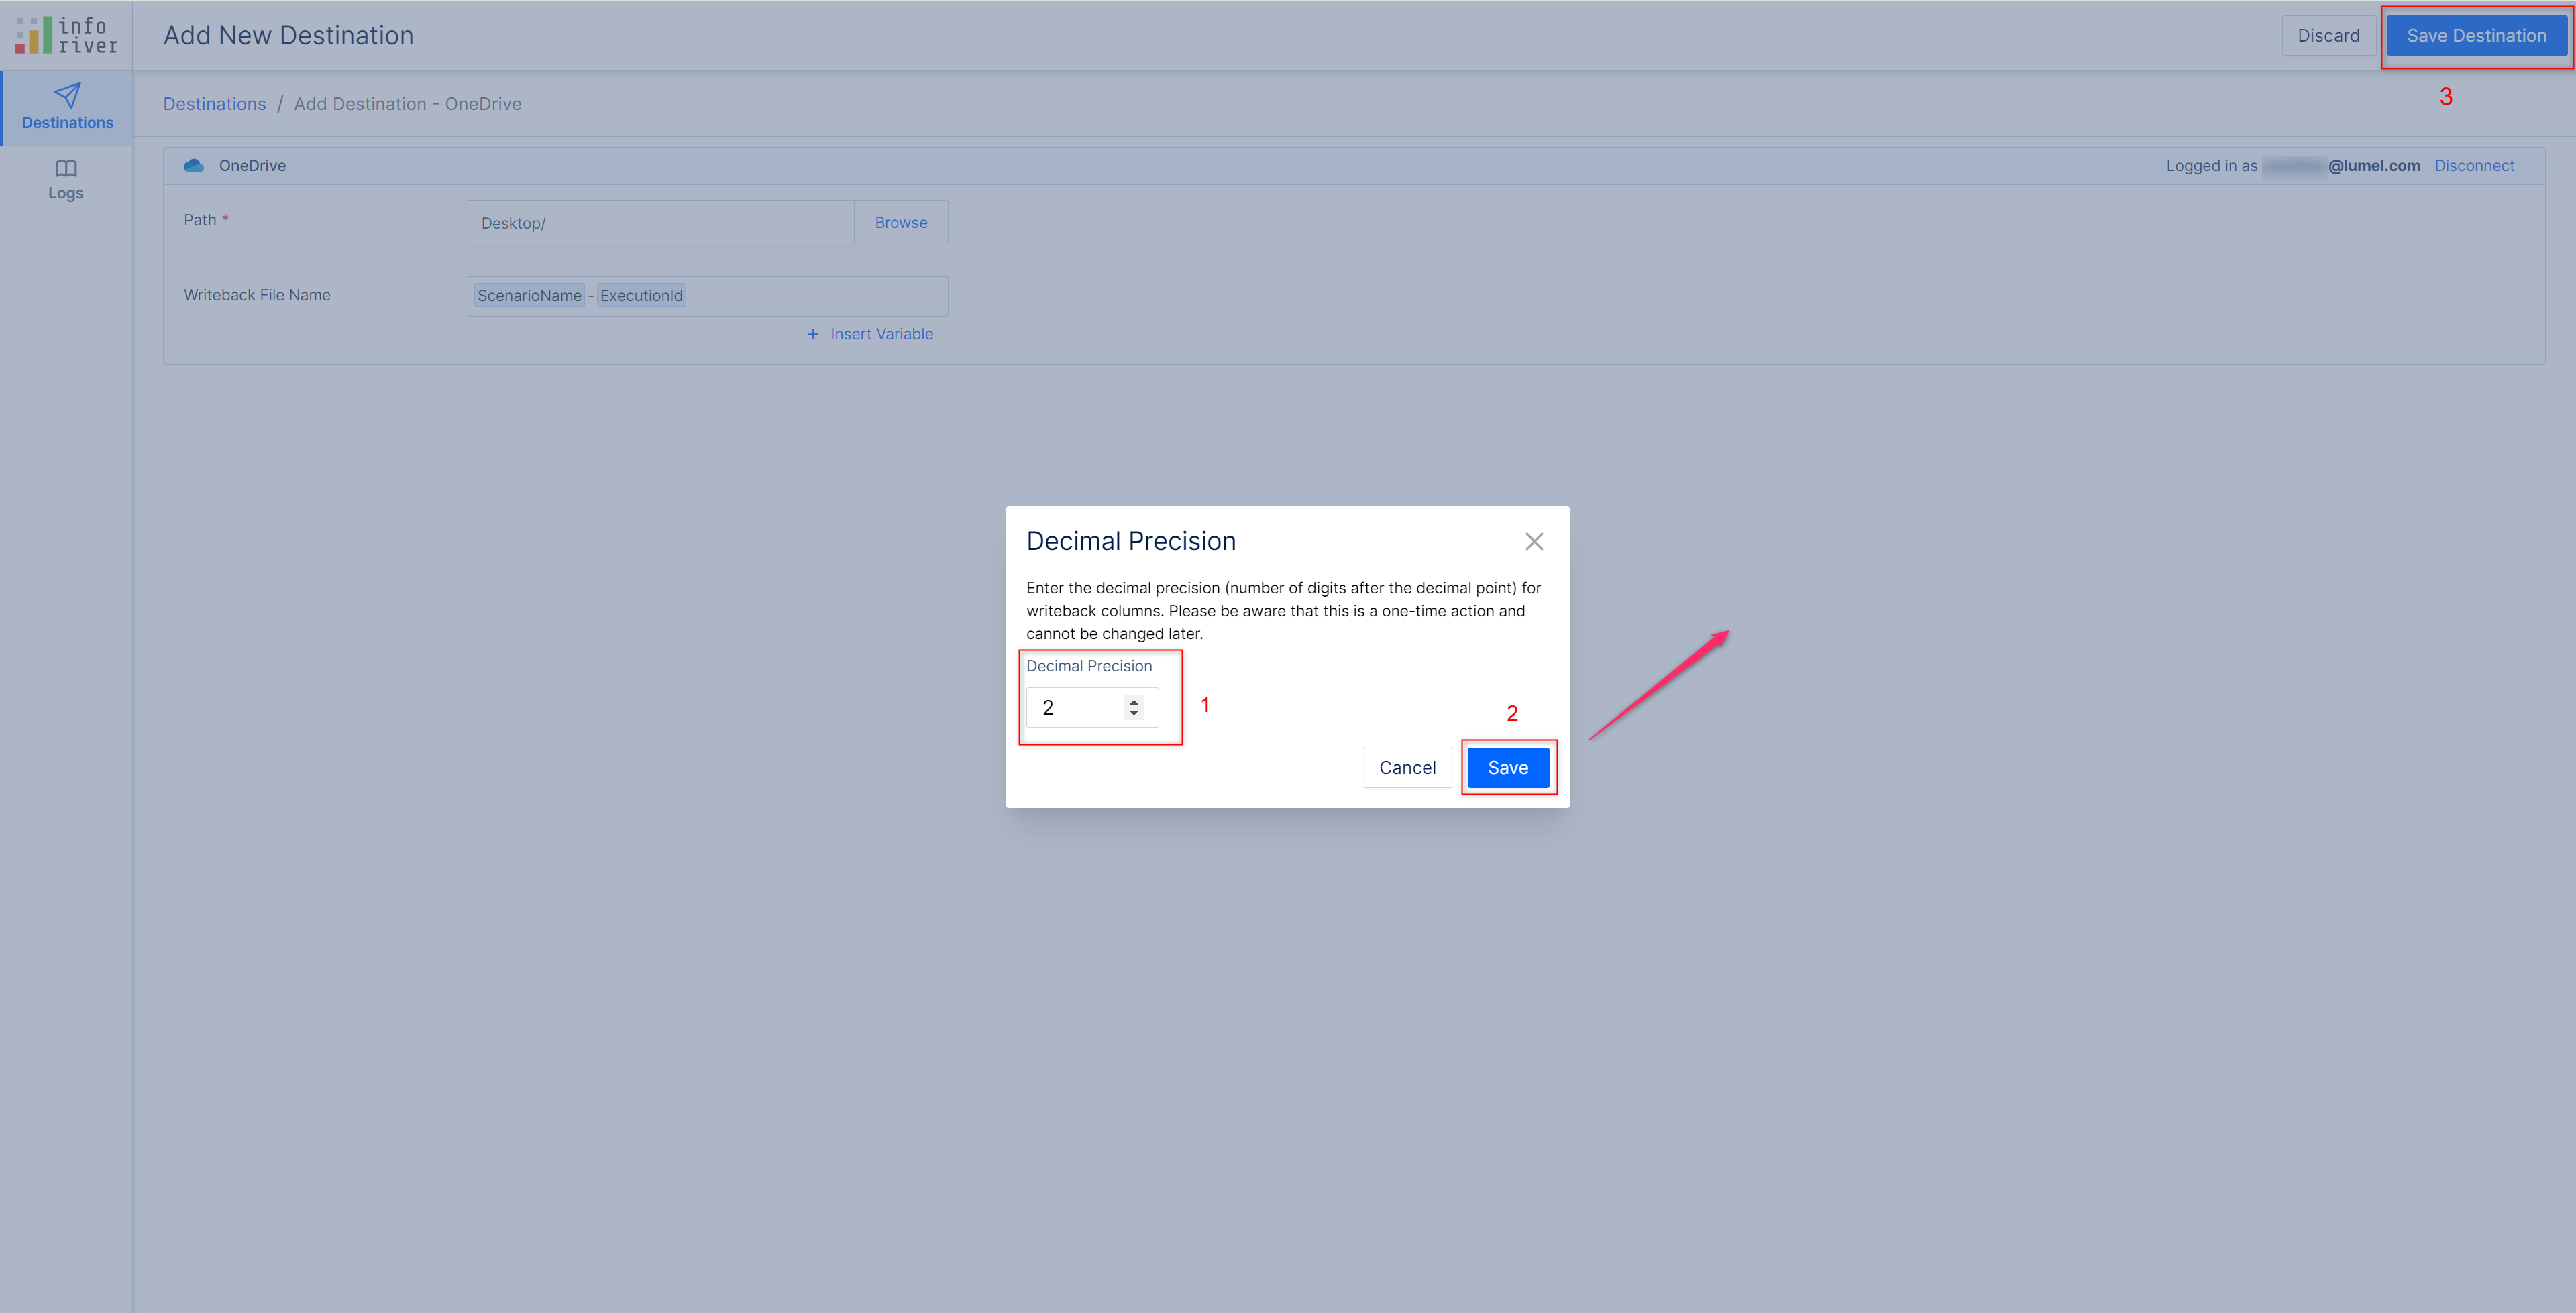 info
river
Add New Destination
Discard
Save Destination
3
Destinations
Logs
Destinations / Add Destination - OneDrive
OneDrive
Logged in as @lumel.com Disconnect
Path *
Desktop/
Browse
Writeback File Name
ScenarioName - ExecutionId
+ Insert Variable
Decimal Precision
Enter the decimal precision (number of digits after the decimal point) for
writeback columns. Please be aware that this is a one-time action and
cannot be changed later.
Decimal Precision
2
1
2
Cancel
Save